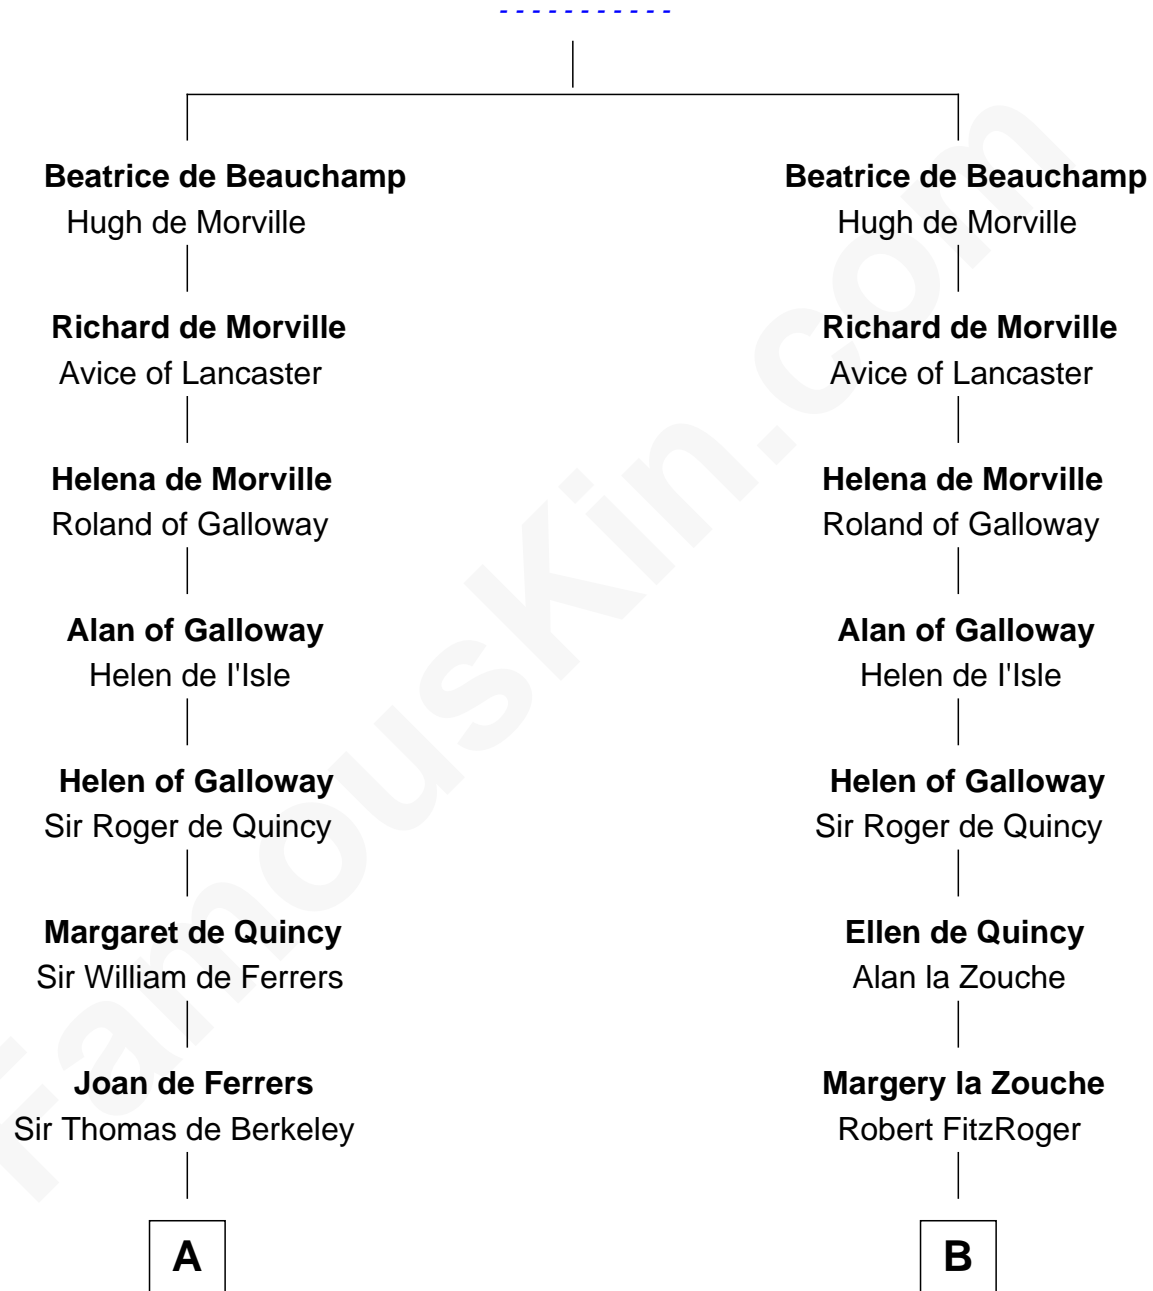 - - - - - - - - - - -
Beatrice de Beauchamp Beatrice de Beauchamp
Hugh de Morville Hugh de Morville
Richard de Morville Richard de Morville
Avice of Lancaster Avice of Lancaster
Helena de Morville Helena de Morville
Roland of Galloway Roland of Galloway
Alan of Galloway Alan of Galloway
Helen de l'Isle Helen de l'Isle
Helen of Galloway Helen of Galloway
Sir Roger de Quincy Sir Roger de Quincy
Margaret de Quincy Ellen de Quincy
Sir William de Ferrers Alan la Zouche
Joan de Ferrers Margery la Zouche
Sir Thomas de Berkeley Robert FitzRoger
A B
FamousKin.com